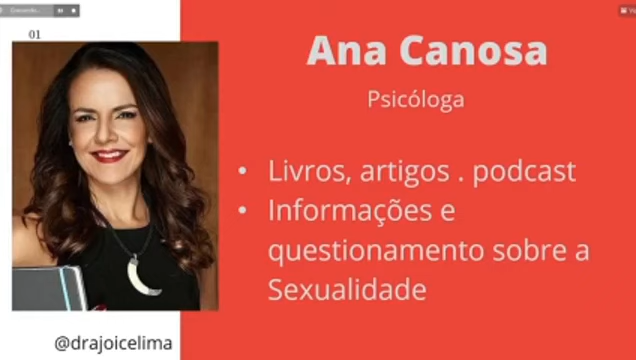 01
Ana Canosa
Psicóloga
• Livros, artigos . podcast
• Informações e
questionamento sobre a
Sexualidade
@drajoicelima